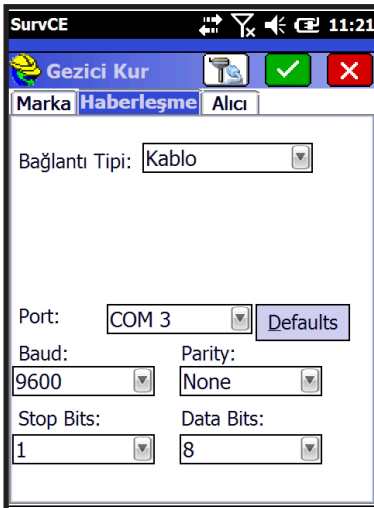 SurvCE 11:21
Gezici Kur
Marka Haberleşme Alıcı
Bağlantı Tipi: Kablo
Port: COM 3 Defaults
Baud: Parity:
9600 None
Stop Bits: Data Bits:
1 8